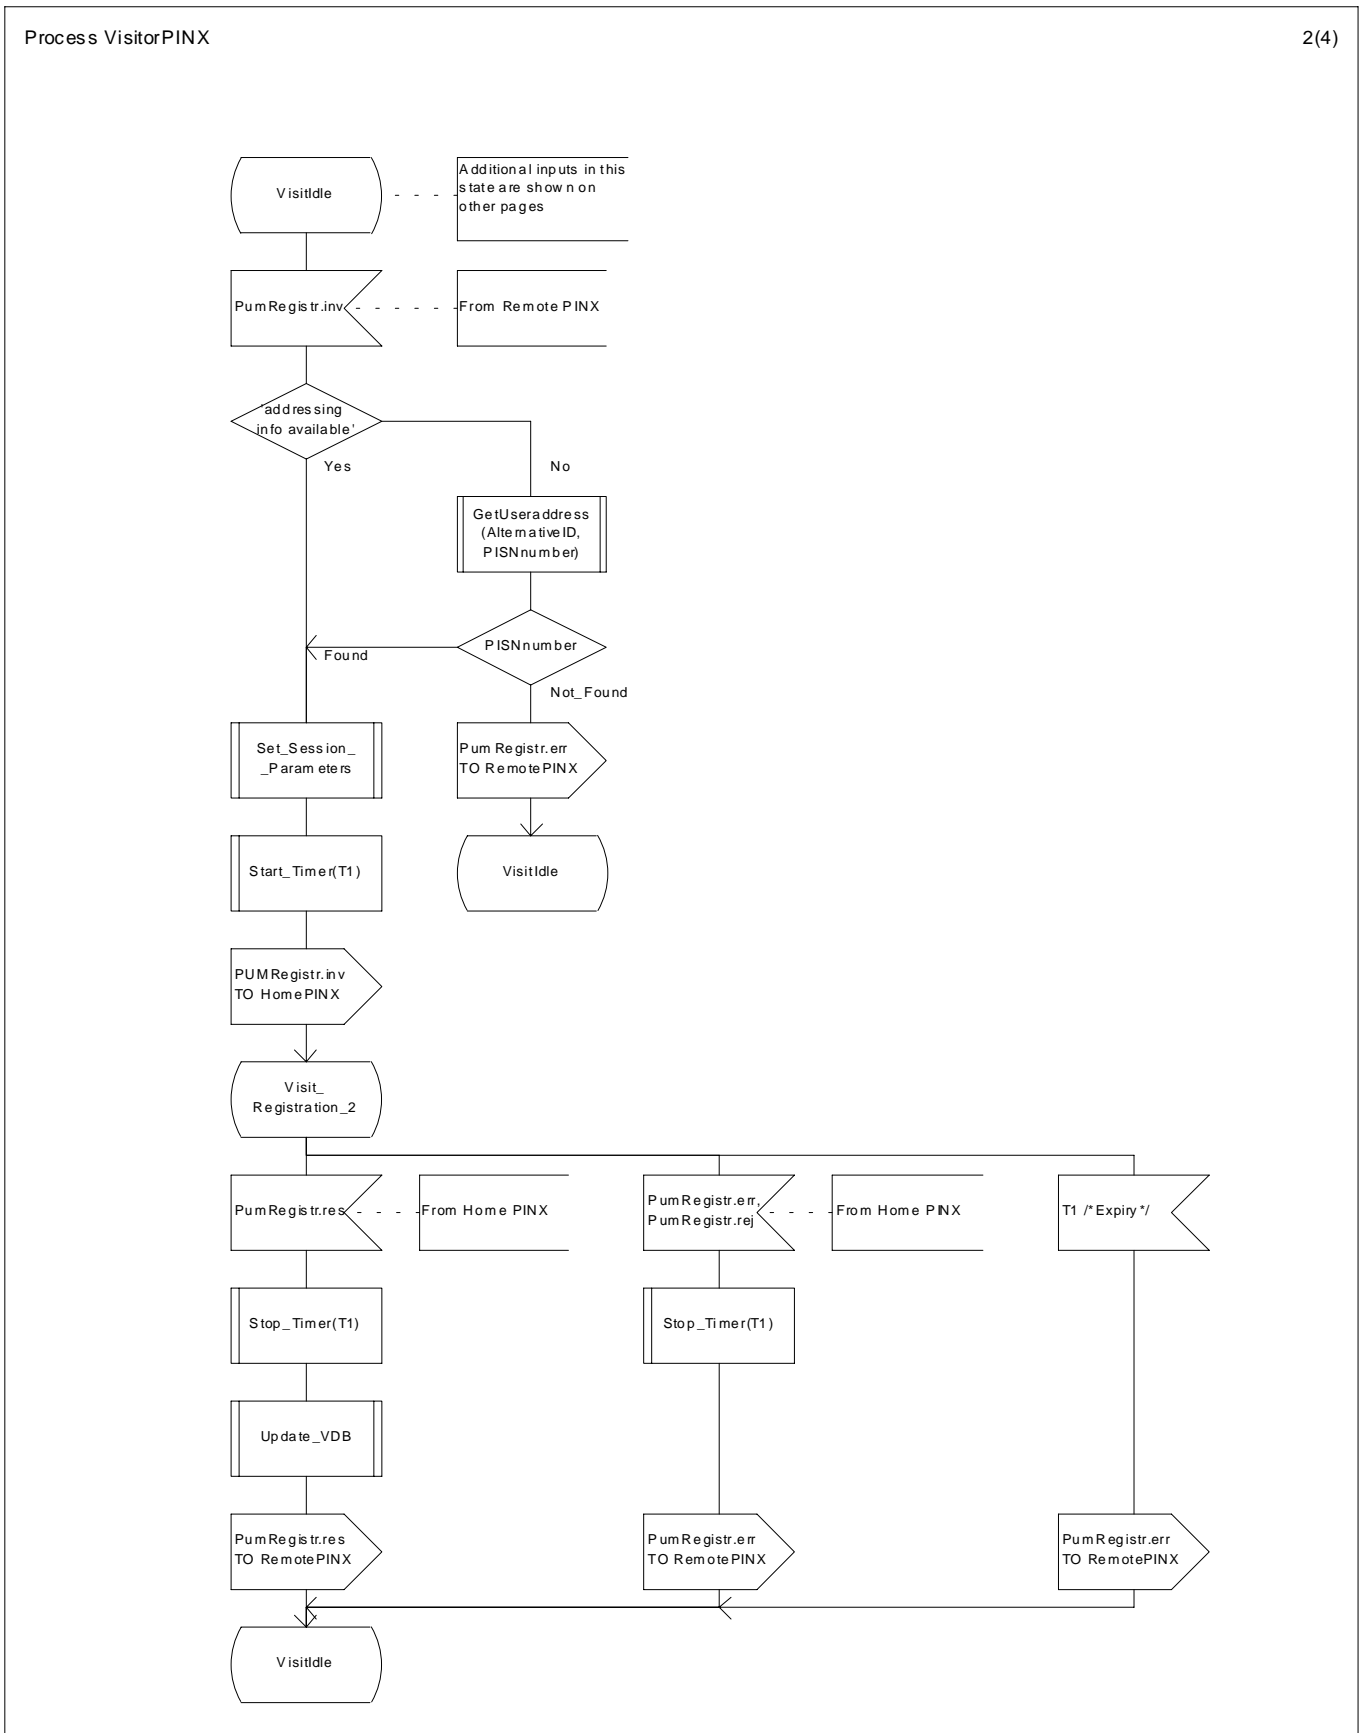 Process VisitorPINX
2(4)
VisitIdle
Additional inputs in this
state are shown on
other pages
PumRegistr.inv
From Remote PINX
'addressing
info available'
Yes
No
GetUseraddress
(AlternativeID,
PISNnumber)
PISNnumber
Found
Not_Found
Set_Session_
_Parameters
PumRegistr.err
TO RemotePINX
Start_Timer(T1)
VisitIdle
PUMRegistr.inv
TO HomePINX
Visit_
Registration_2
PumRegistr.res
From Home PINX
PumRegistr.err,
PumRegistr.rej
From Home PINX
T1 /*Expiry*/
Stop_Timer(T1)
Stop_Timer(T1)
Update_VDB
PumRegistr.res
TO RemotePINX
PumRegistr.err
TO RemotePINX
PumRegistr.err
TO RemotePINX
VisitIdle